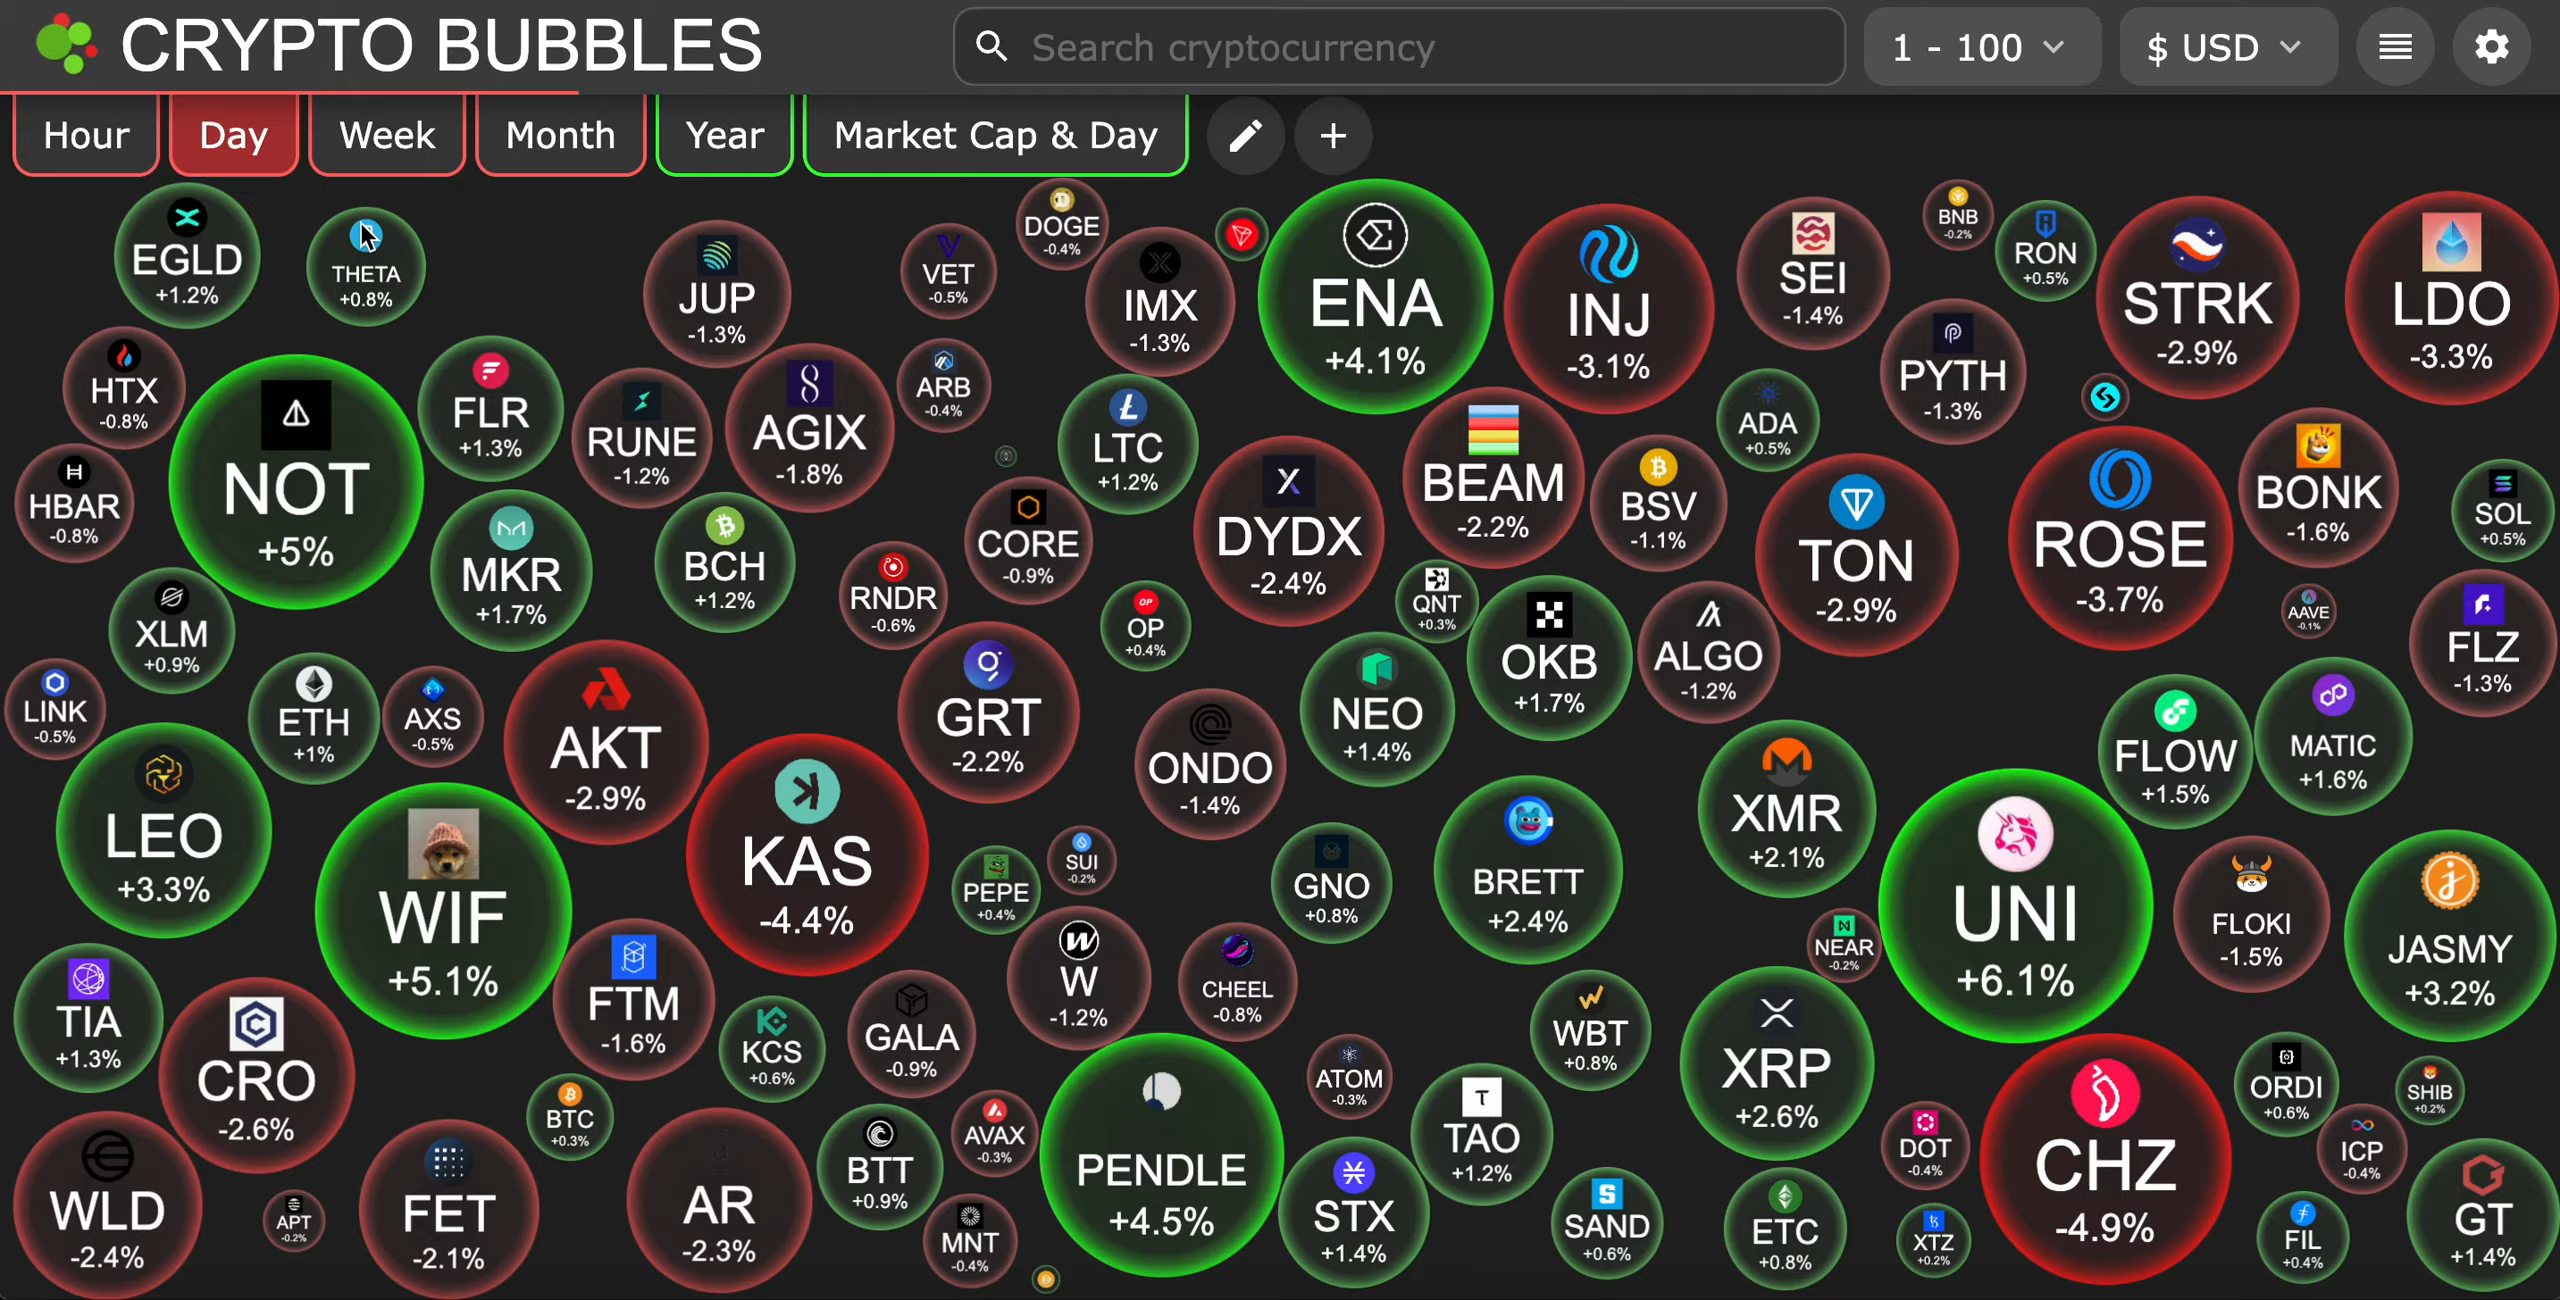 CRYPTO BUBBLES
Search cryptocurrency
1 - 100
$ USD
Hour
Day
Week
Month
Year
Market Cap & Day
EGLD
+1.2%
THETA
+0.8%
JUP
-1.3%
VET
-0.5%
DOGE
-0.4%
IMX
-1.3%
ENA
+4.1%
INJ
-3.1%
SEI
-1.4%
BNB
-0.2%
RON
+0.5%
STRK
-2.9%
LDO
-3.3%
HTX
-0.8%
NOT
+5%
FLR
+1.3%
RUNE
-1.2%
AGIX
-1.8%
ARB
-0.4%
LTC
+1.2%
BEAM
-2.2%
ADA
+0.5%
PYTH
-1.3%
HBAR
-0.8%
MKR
+1.7%
BCH
+1.2%
RNDR
-0.6%
CORE
-0.9%
DYDX
-2.4%
BSV
-1.1%
TON
-2.9%
ROSE
-3.7%
BONK
-1.6%
SOL
+0.5%
XLM
+0.9%
OP
OP
+0.4%
QNT
+0.3%
OKB
+1.7%
ALGO
-1.2%
AAVE
-0.1%
FLZ
-1.3%
LINK
-0.5%
ETH
+1%
AXS
-0.5%
AKT
-2.9%
GRT
-2.2%
ONDO
-1.4%
NEO
+1.4%
FLOW
+1.5%
MATIC
+1.6%
LEO
+3.3%
WIF
+5.1%
KAS
-4.4%
PEPE
+0.4%
SUI
-0.2%
GNO
+0.8%
BRETT
+2.4%
XMR
+2.1%
UNI
+6.1%
FLOKI
-1.5%
JASMY
+3.2%
TIA
+1.3%
CRO
-2.6%
FTM
-1.6%
KCS
+0.6%
GALA
-0.9%
W
-1.2%
CHEEL
-0.8%
WBT
+0.8%
NEAR
-0.2%
XRP
+2.6%
BTC
+0.3%
BTT
+0.9%
AVAX
-0.3%
PENDLE
+4.5%
ATOM
-0.3%
TAO
+1.2%
DOT
-0.4%
CHZ
-4.9%
ORDI
+0.6%
SHIB
+0.2%
ICP
-0.4%
WLD
-2.4%
APT
-0.2%
FET
-2.1%
AR
-2.3%
MNT
-0.4%
STX
+1.4%
SAND
+0.6%
ETC
+0.8%
XTZ
+0.2%
FIL
+0.4%
GT
+1.4%